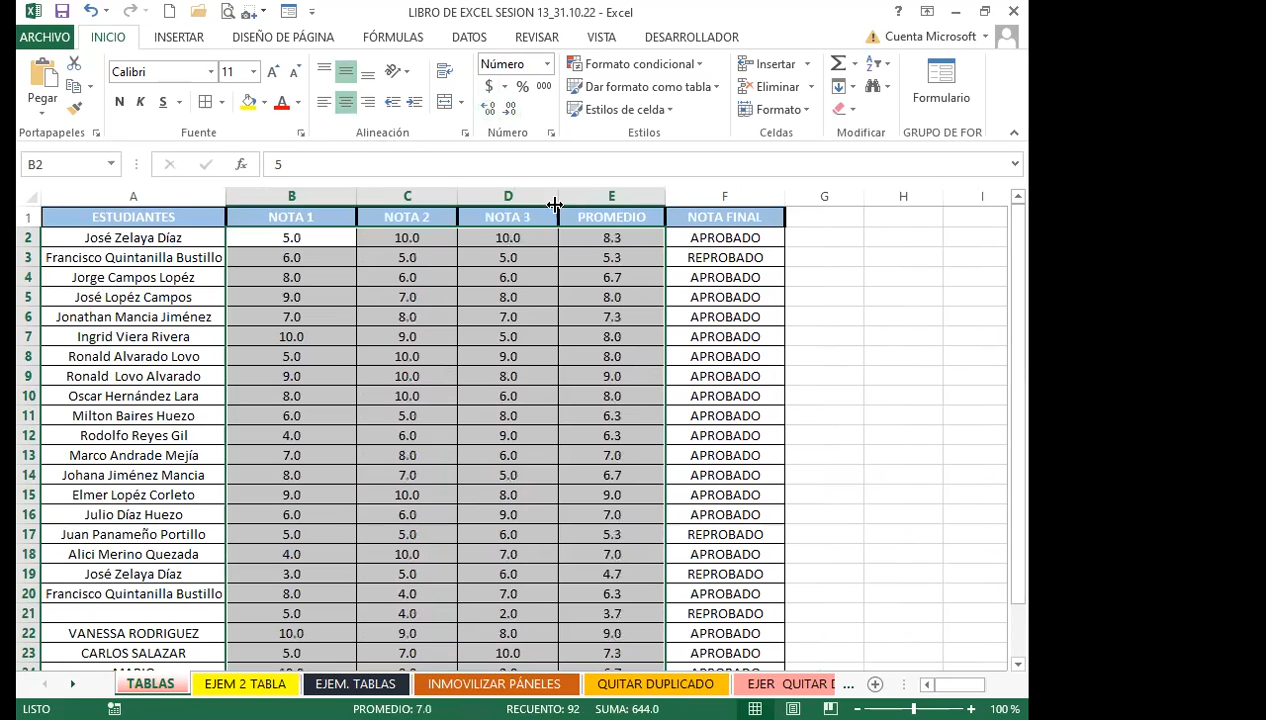 LIBRO DE EXCEL SESION 13_31.10.22 - Excel
ARCHIVO INICIO INSERTAR DISEÑO DE PÁGINA FÓRMULAS DATOS REVISAR VISTA DESARROLLADOR Cuenta Microsoft
Pegar
Calibri 11
N K S
Número
$ % 000
Formato condicional
Dar formato como tabla
Estilos de celda
Insertar
Eliminar
Formato
Formulario
Portapapeles Fuente Alineación Número Estilos Celdas Modificar GRUPO DE FOR
B2 fx 5
A B C D E F G H I
1 ESTUDIANTES NOTA 1 NOTA 2 NOTA 3 PROMEDIO NOTA FINAL
2 José Zelaya Díaz 5.0 10.0 10.0 8.3 APROBADO
3 Francisco Quintanilla Bustillo 6.0 5.0 5.0 5.3 REPROBADO
4 Jorge Campos Lopéz 8.0 6.0 6.0 6.7 APROBADO
5 José Lopéz Campos 9.0 7.0 8.0 8.0 APROBADO
6 Jonathan Mancia Jiménez 7.0 8.0 7.0 7.3 APROBADO
7 Ingrid Viera Rivera 10.0 9.0 5.0 8.0 APROBADO
8 Ronald Alvarado Lovo 5.0 10.0 9.0 8.0 APROBADO
9 Ronald  Lovo Alvarado 9.0 10.0 8.0 9.0 APROBADO
10 Oscar Hernández Lara 8.0 10.0 6.0 8.0 APROBADO
11 Milton Baires Huezo 6.0 5.0 8.0 6.3 APROBADO
12 Rodolfo Reyes Gil 4.0 6.0 9.0 6.3 APROBADO
13 Marco Andrade Mejía 7.0 8.0 6.0 7.0 APROBADO
14 Johana Jiménez Mancia 8.0 7.0 5.0 6.7 APROBADO
15 Elmer Lopéz Corleto 9.0 10.0 8.0 9.0 APROBADO
16 Julio Díaz Huezo 6.0 6.0 9.0 7.0 APROBADO
17 Juan Panameño Portillo 5.0 5.0 6.0 5.3 REPROBADO
18 Alici Merino Quezada 4.0 10.0 7.0 7.0 APROBADO
19 José Zelaya Díaz 3.0 5.0 6.0 4.7 REPROBADO
20 Francisco Quintanilla Bustillo 8.0 4.0 7.0 6.3 APROBADO
21 5.0 4.0 2.0 3.7 REPROBADO
22 VANESSA RODRIGUEZ 10.0 9.0 8.0 9.0 APROBADO
23 CARLOS SALAZAR 5.0 7.0 10.0 7.3 APROBADO
TABLAS EJEM 2 TABLA EJEM. TABLAS INMOVILIZAR PÁNELES QUITAR DUPLICADO EJER QUITAR D ...
LISTO PROMEDIO: 7.0 RECUENTO: 92 SUMA: 644.0 100 %